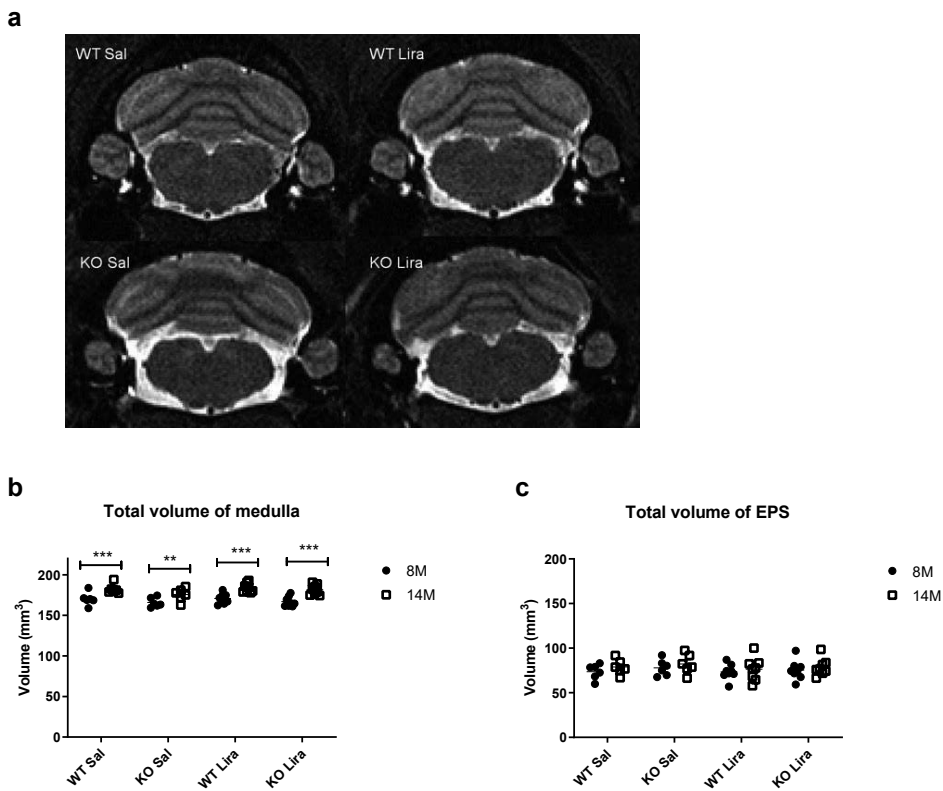 a
WT Sal
WT Lira
KO Sal
KO Lira
b
Total volume of medulla
***
**
***
***
200
150
100
50
0
Volume (mm³)
WT Sal
KO Sal
WT Lira
KO Lira
8M
14M
c
Total volume of EPS
200
150
100
50
0
Volume (mm³)
WT Sal
KO Sal
WT Lira
KO Lira
8M
14M